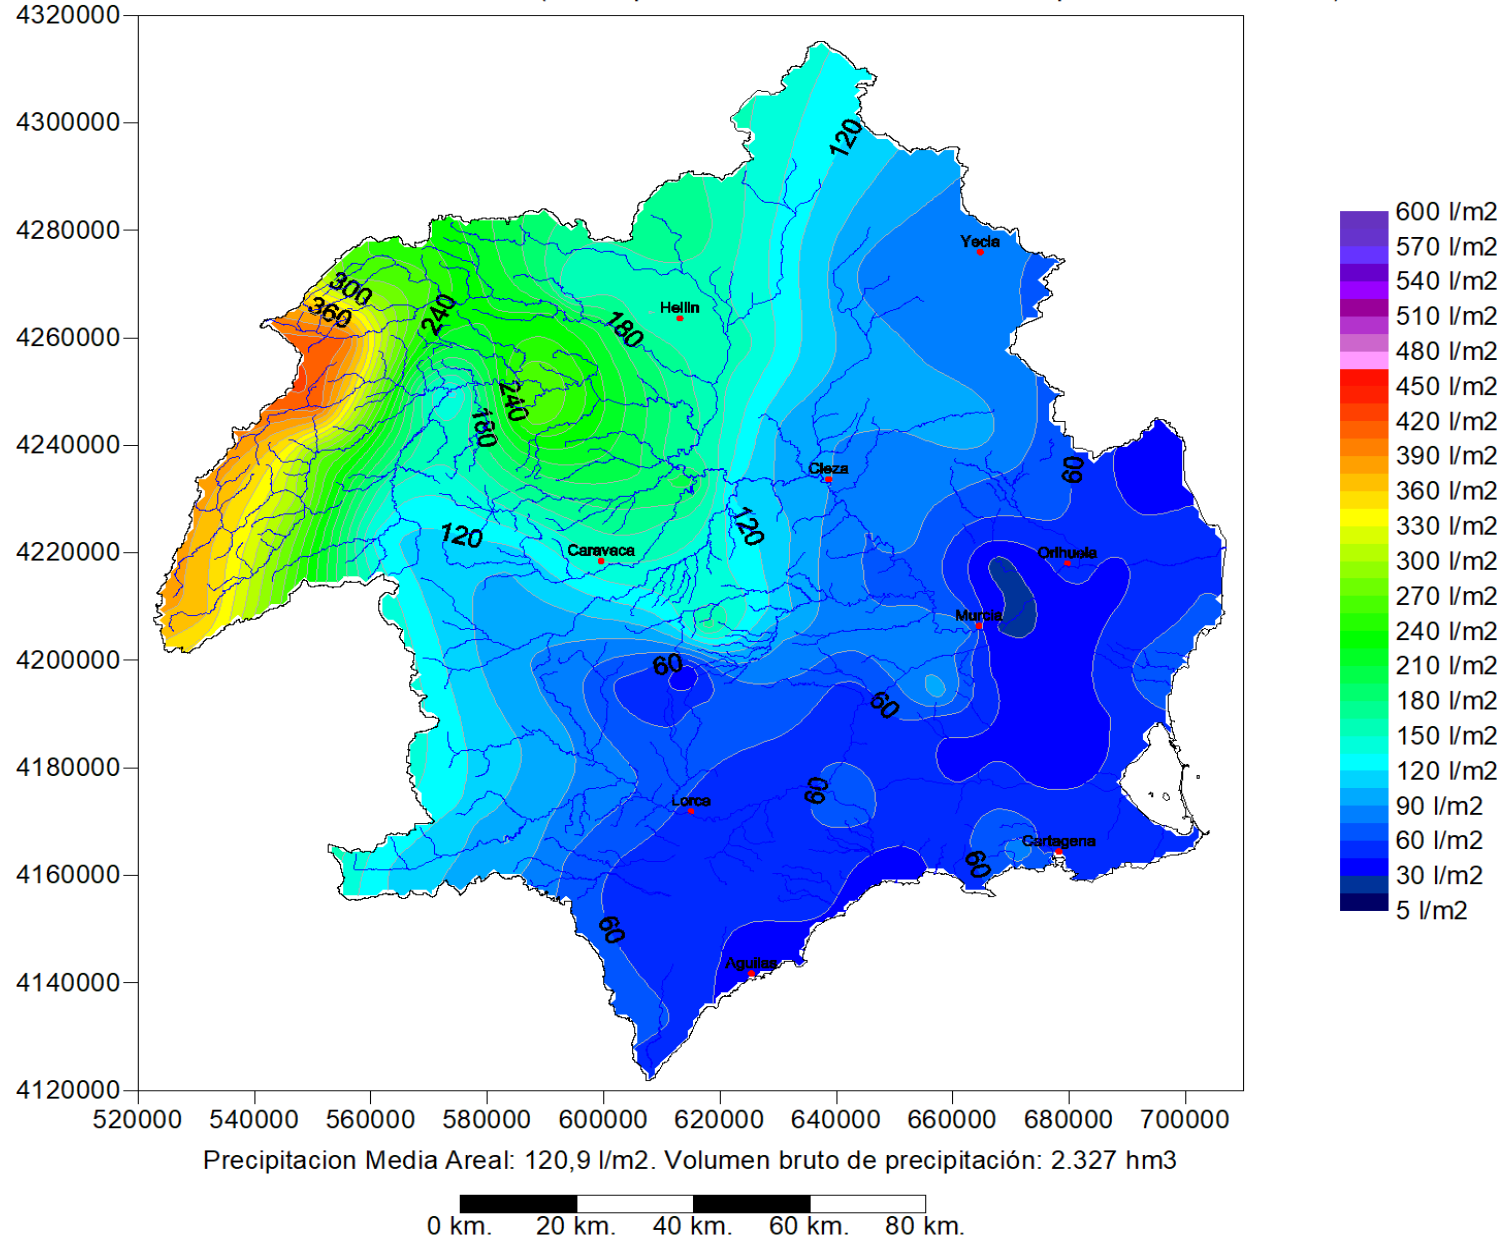 4320000
4300000
4280000
4260000
4240000
4220000
4200000
4180000
4160000
4140000
4120000
520000 540000 560000 580000 600000 620000 640000 660000 680000 700000
120
Yecla
300
360
240
Hellin
180
240
180
Cieza
60
120
120
Caravaca
Orihuela
Murcia
60
60
60
Lorca
Cartagena
60
60
Aguilas
600 l/m2
570 l/m2
540 l/m2
510 l/m2
480 l/m2
450 l/m2
420 l/m2
390 l/m2
360 l/m2
330 l/m2
300 l/m2
270 l/m2
240 l/m2
210 l/m2
180 l/m2
150 l/m2
120 l/m2
90 l/m2
60 l/m2
30 l/m2
5 l/m2
Precipitacion Media Areal: 120,9 l/m2. Volumen bruto de precipitación: 2.327 hm3
0 km. 20 km. 40 km. 60 km. 80 km.